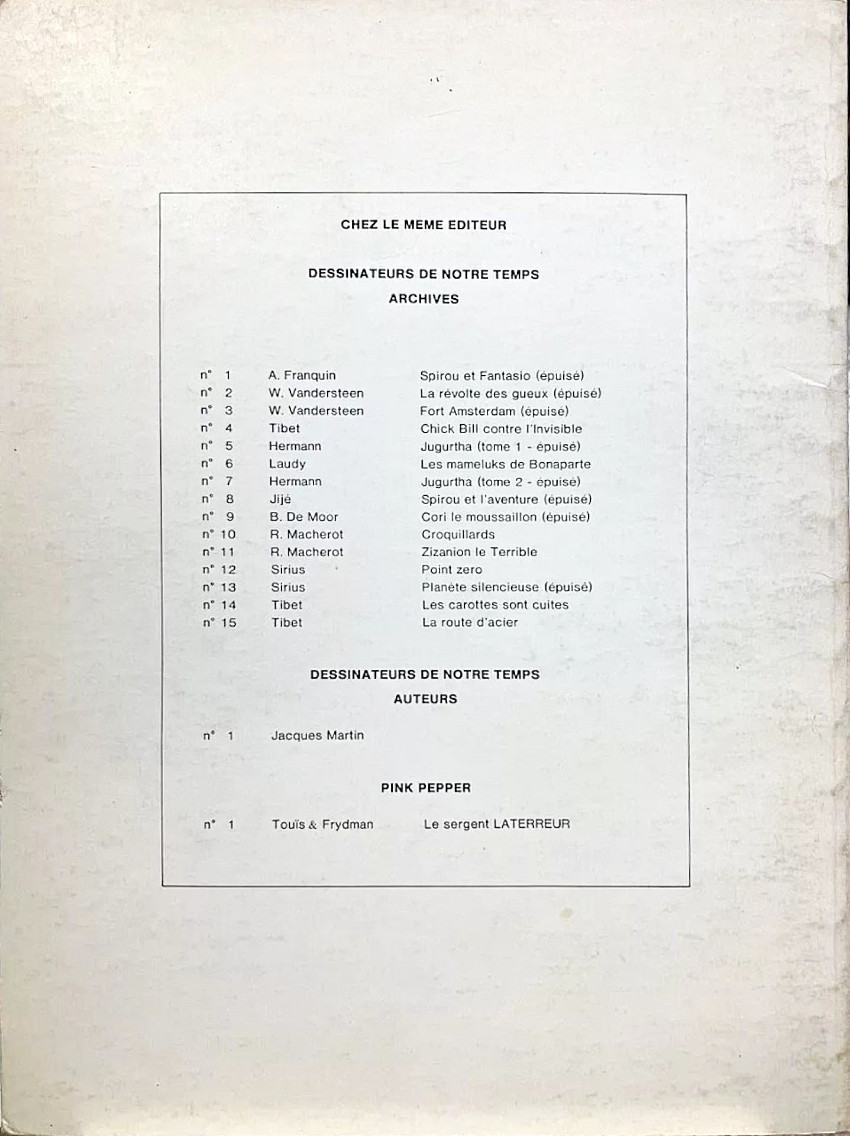 CHEZ LE MEME EDITEUR
DESSINATEURS DE NOTRE TEMPS
ARCHIVES
n° 1 A. Franquin Spirou et Fantasio (épuisé)
n° 2 W. Vandersteen La révolte des gueux (épuisé)
n° 3 W. Vandersteen Fort Amsterdam (épuisé)
n° 4 Tibet Chick Bill contre l'Invisible
n° 5 Hermann Jugurtha (tome 1 - épuisé)
n° 6 Laudy Les mameluks de Bonaparte
n° 7 Hermann Jugurtha (tome 2 - épuisé)
n° 8 Jijé Spirou et l'aventure (épuisé)
n° 9 B. De Moor Cori le moussaillon (épuisé)
n° 10 R. Macherot Croquillards
n° 11 R. Macherot Zizanion le Terrible
n° 12 Sirius Point zero
n° 13 Sirius Planète silencieuse (épuisé)
n° 14 Tibet Les carottes sont cuites
n° 15 Tibet La route d'acier
DESSINATEURS DE NOTRE TEMPS
AUTEURS
n° 1 Jacques Martin
PINK PEPPER
n° 1 Touïs & Frydman Le sergent LATERREUR